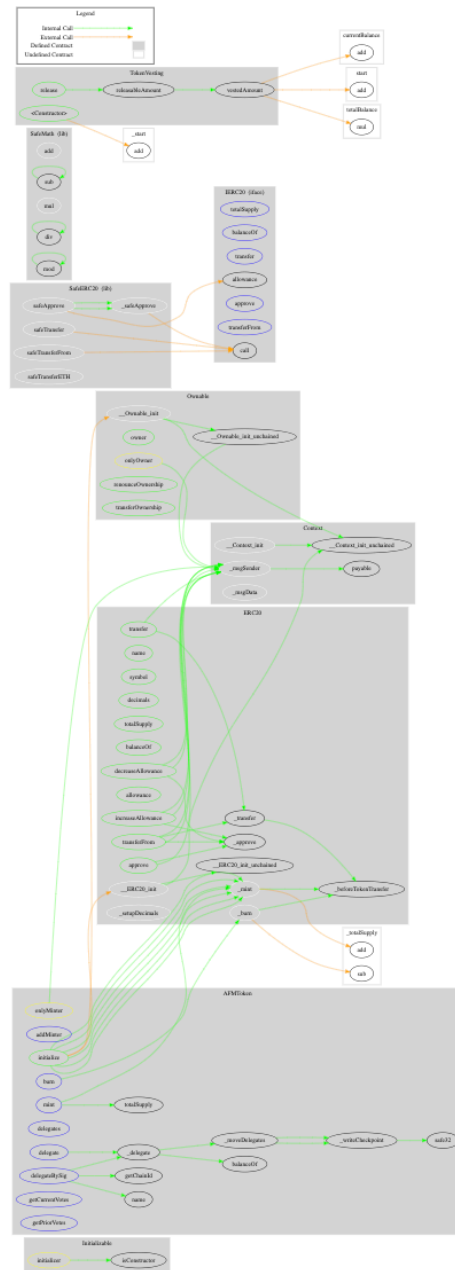 Legend
Internal Call
External Call
Defined Contract
Undefined Contract
TokenVesting
release
releasableAmount
vestedAmount
<Constructor>
currentBalance
add
start
add
totalBalance
mul
_start
add
SafeMath (lib)
add
sub
mul
div
mod
IERC20 (iface)
totalSupply
balanceOf
transfer
allowance
approve
transferFrom
call
SafeERC20 (lib)
safeApprove
_safeApprove
safeTransfer
safeTransferFrom
safeTransferETH
Ownable
__Ownable_init
owner
__Ownable_init_unchained
onlyOwner
renounceOwnership
transferOwnership
Context
__Context_init
__Context_init_unchained
_msgSender
payable
_msgData
ERC20
transfer
name
symbol
decimals
totalSupply
balanceOf
decreaseAllowance
allowance
increaseAllowance
_transfer
transferFrom
_approve
approve
__ERC20_init_unchained
__ERC20_init
_mint
_beforeTokenTransfer
_setupDecimals
_burn
_totalSupply
add
sub
onlyMinter
addMinter
initialize
burn
mint
totalSupply
delegates
delegate
_delegate
_moveDelegates
_writeCheckpoint
safe32
balanceOf
delegateBySig
getChainId
getCurrentVotes
name
getPriorVotes
Initializable
initializer
isConstructor